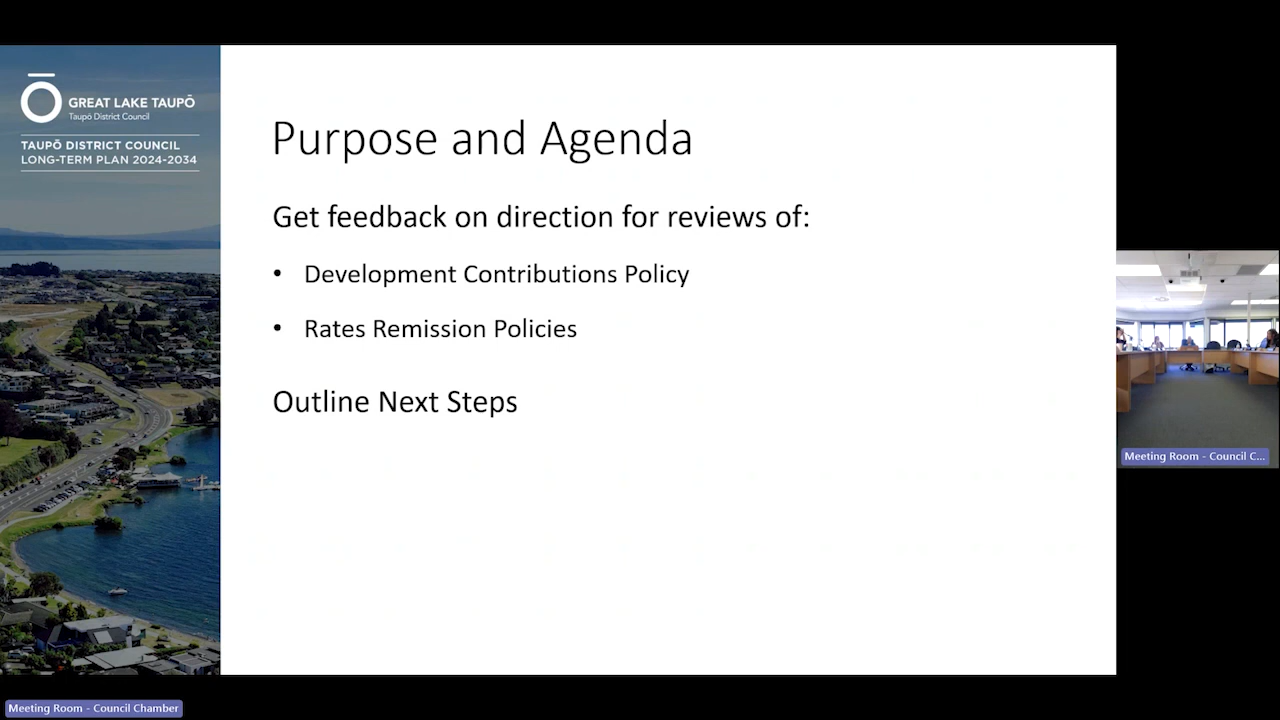 GREAT LAKE TAUPŌ
Taupō District Council
TAUPŌ DISTRICT COUNCIL
LONG-TERM PLAN 2024-2034
Purpose and Agenda
Get feedback on direction for reviews of:
• Development Contributions Policy
• Rates Remission Policies
Outline Next Steps
Meeting Room - Council C...
Meeting Room - Council Chamber